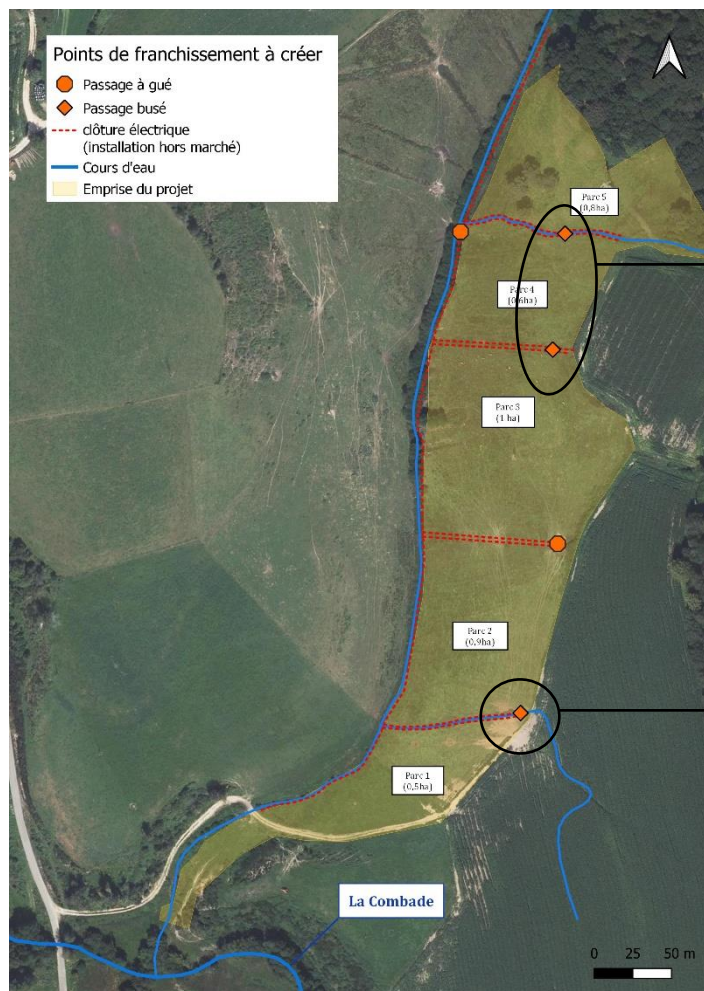 Points de franchissement à créer
Passage à gué
Passage busé
clôture électrique
(installation hors marché)
Cours d'eau
Emprise du projet
Parc 5
(0,8ha)
Parc 4
(0,6ha)
Parc 3
(1 ha)
Parc 2
(0,9ha)
Parc 1
(0,5ha)
La Combade
0 25 50 m